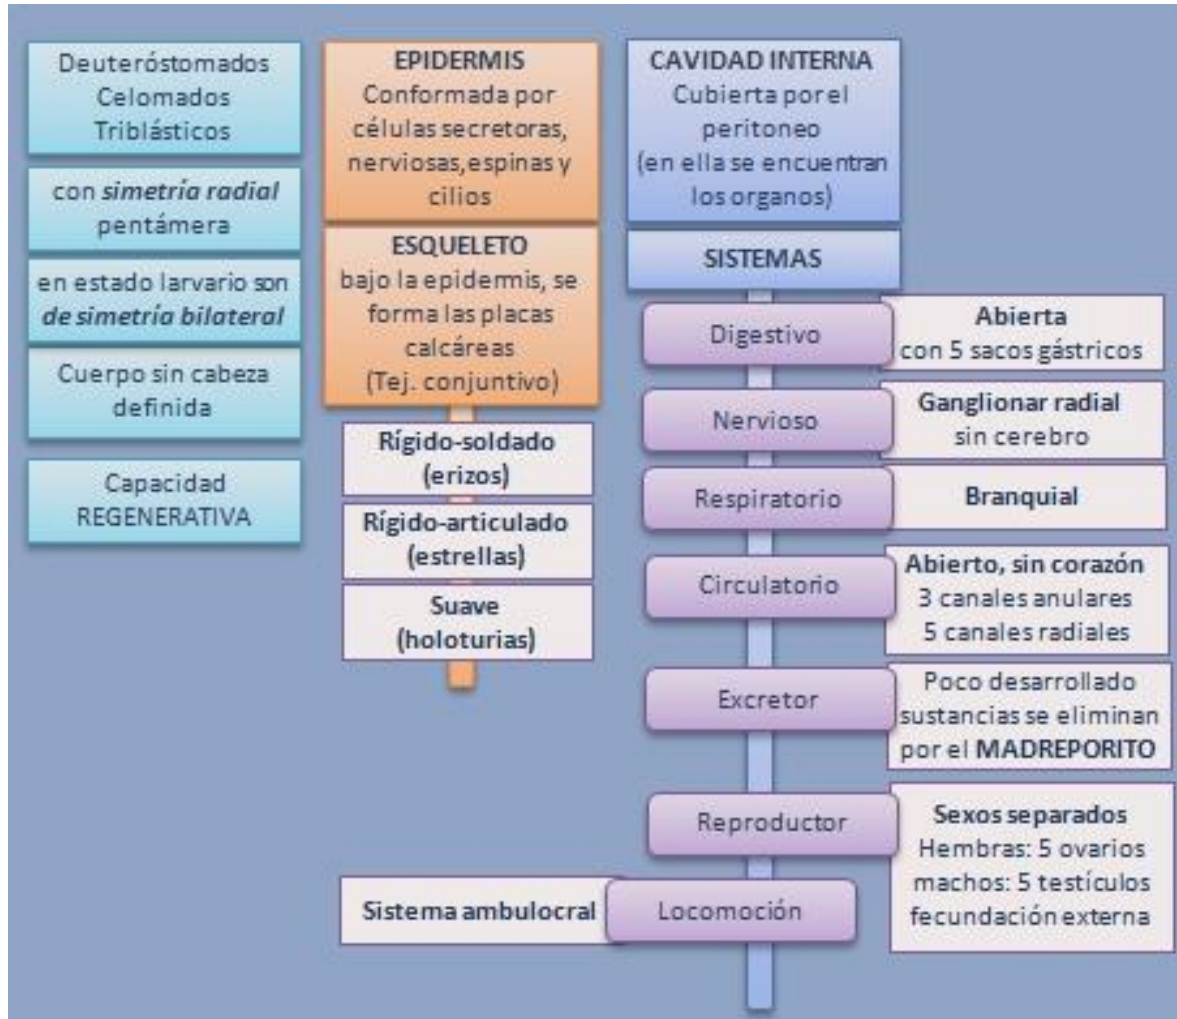 Deuteróstomados
Celomados
Triblásticos
con simetría radial
pentámera
en estado larvario son
de simetría bilateral
Cuerpo sin cabeza
definida
Capacidad
REGENERATIVA
EPIDERMIS
Conformada por
células secretoras,
nerviosas,espinas y
cilios
ESQUELETO
bajo la epidermis, se
forma las placas
calcáreas
(Tej. conjuntivo)
Rígido-soldado
(erizos)
Rígido-articulado
(estrellas)
Suave
(holoturias)
CAVIDAD INTERNA
Cubierta por el
peritoneo
(en ella se encuentran
los organos)
SISTEMAS
Digestivo
Abierta
con 5 sacos gástricos
Nervioso
Ganglionar radial
sin cerebro
Respiratorio
Branquial
Circulatorio
Abierto, sin corazón
3 canales anulares
5 canales radiales
Excretor
Poco desarrollado
sustancias se eliminan
por el MADREPORITO
Reproductor
Sexos separados
Hembras: 5 ovarios
machos: 5 testículos
fecundación externa
Sistema ambulocral
Locomoción